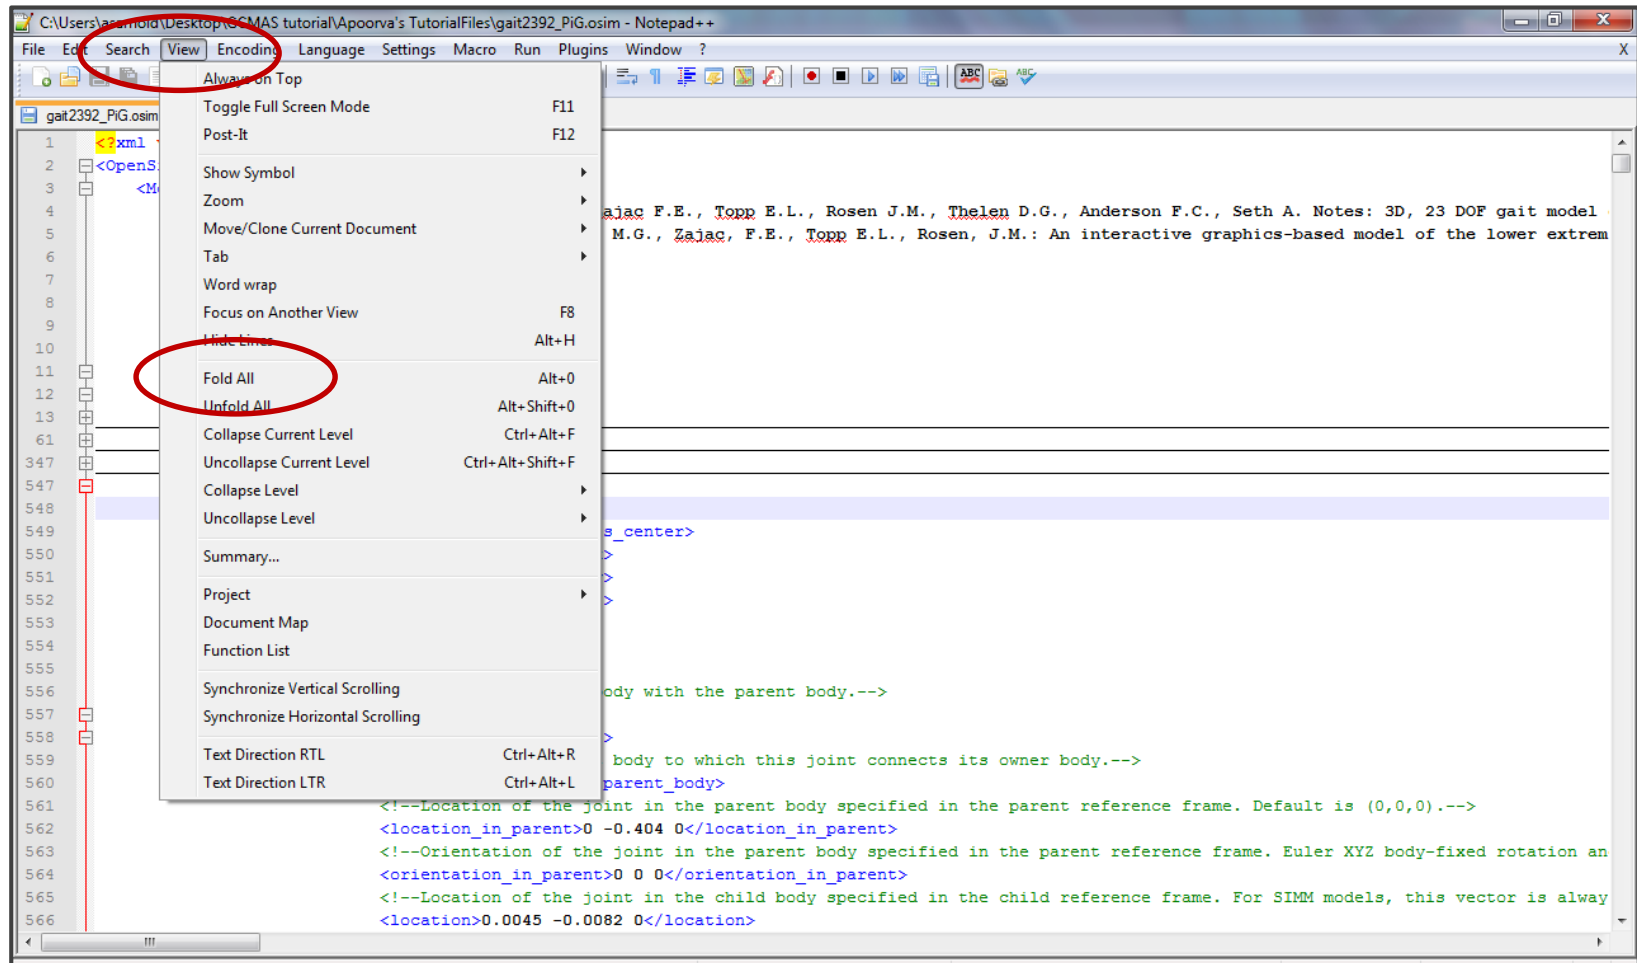 C:\Users\asarnold\Desktop\GCMAS tutorial\Apoorva's TutorialFiles\gait2392_PiG.osim - Notepad++
File Edit Search View Encoding Language Settings Macro Run Plugins Window ? X
ABC ABC
gait2392_PiG.osim
Always on Top
Toggle Full Screen Mode F11
Post-It F12
Show Symbol
Zoom
Move/Clone Current Document
Tab
Word wrap
Focus on Another View F8
Hide Lines Alt+H
Fold All Alt+0
Unfold All Alt+Shift+0
Collapse Current Level Ctrl+Alt+F
Uncollapse Current Level Ctrl+Alt+Shift+F
Collapse Level
Uncollapse Level
Summary...
Project
Document Map
Function List
Synchronize Vertical Scrolling
Synchronize Horizontal Scrolling
Text Direction RTL Ctrl+Alt+R
Text Direction LTR Ctrl+Alt+L
1 <?xml
2 <OpenS
3 <M
4 ajac F.E., Topp E.L., Rosen J.M., Thelen D.G., Anderson F.C., Seth A. Notes: 3D, 23 DOF gait model
5 M.G., Zajac, F.E., Topp E.L., Rosen, J.M.: An interactive graphics-based model of the lower extrem
6
7
8
9
10
11
12
13
61
347
547
548
549 s_center>
550 >
551 >
552 >
553
554
555
556 ody with the parent body.-->
557
558 >
559 body to which this joint connects its owner body.-->
560 parent_body>
561 <!--Location of the joint in the parent body specified in the parent reference frame. Default is (0,0,0).-->
562 <location_in_parent>0 -0.404 0</location_in_parent>
563 <!--Orientation of the joint in the parent body specified in the parent reference frame. Euler XYZ body-fixed rotation an
564 <orientation_in_parent>0 0 0</orientation_in_parent>
565 <!--Location of the joint in the child body specified in the child reference frame. For SIMM models, this vector is alway
566 <location>0.0045 -0.0082 0</location>